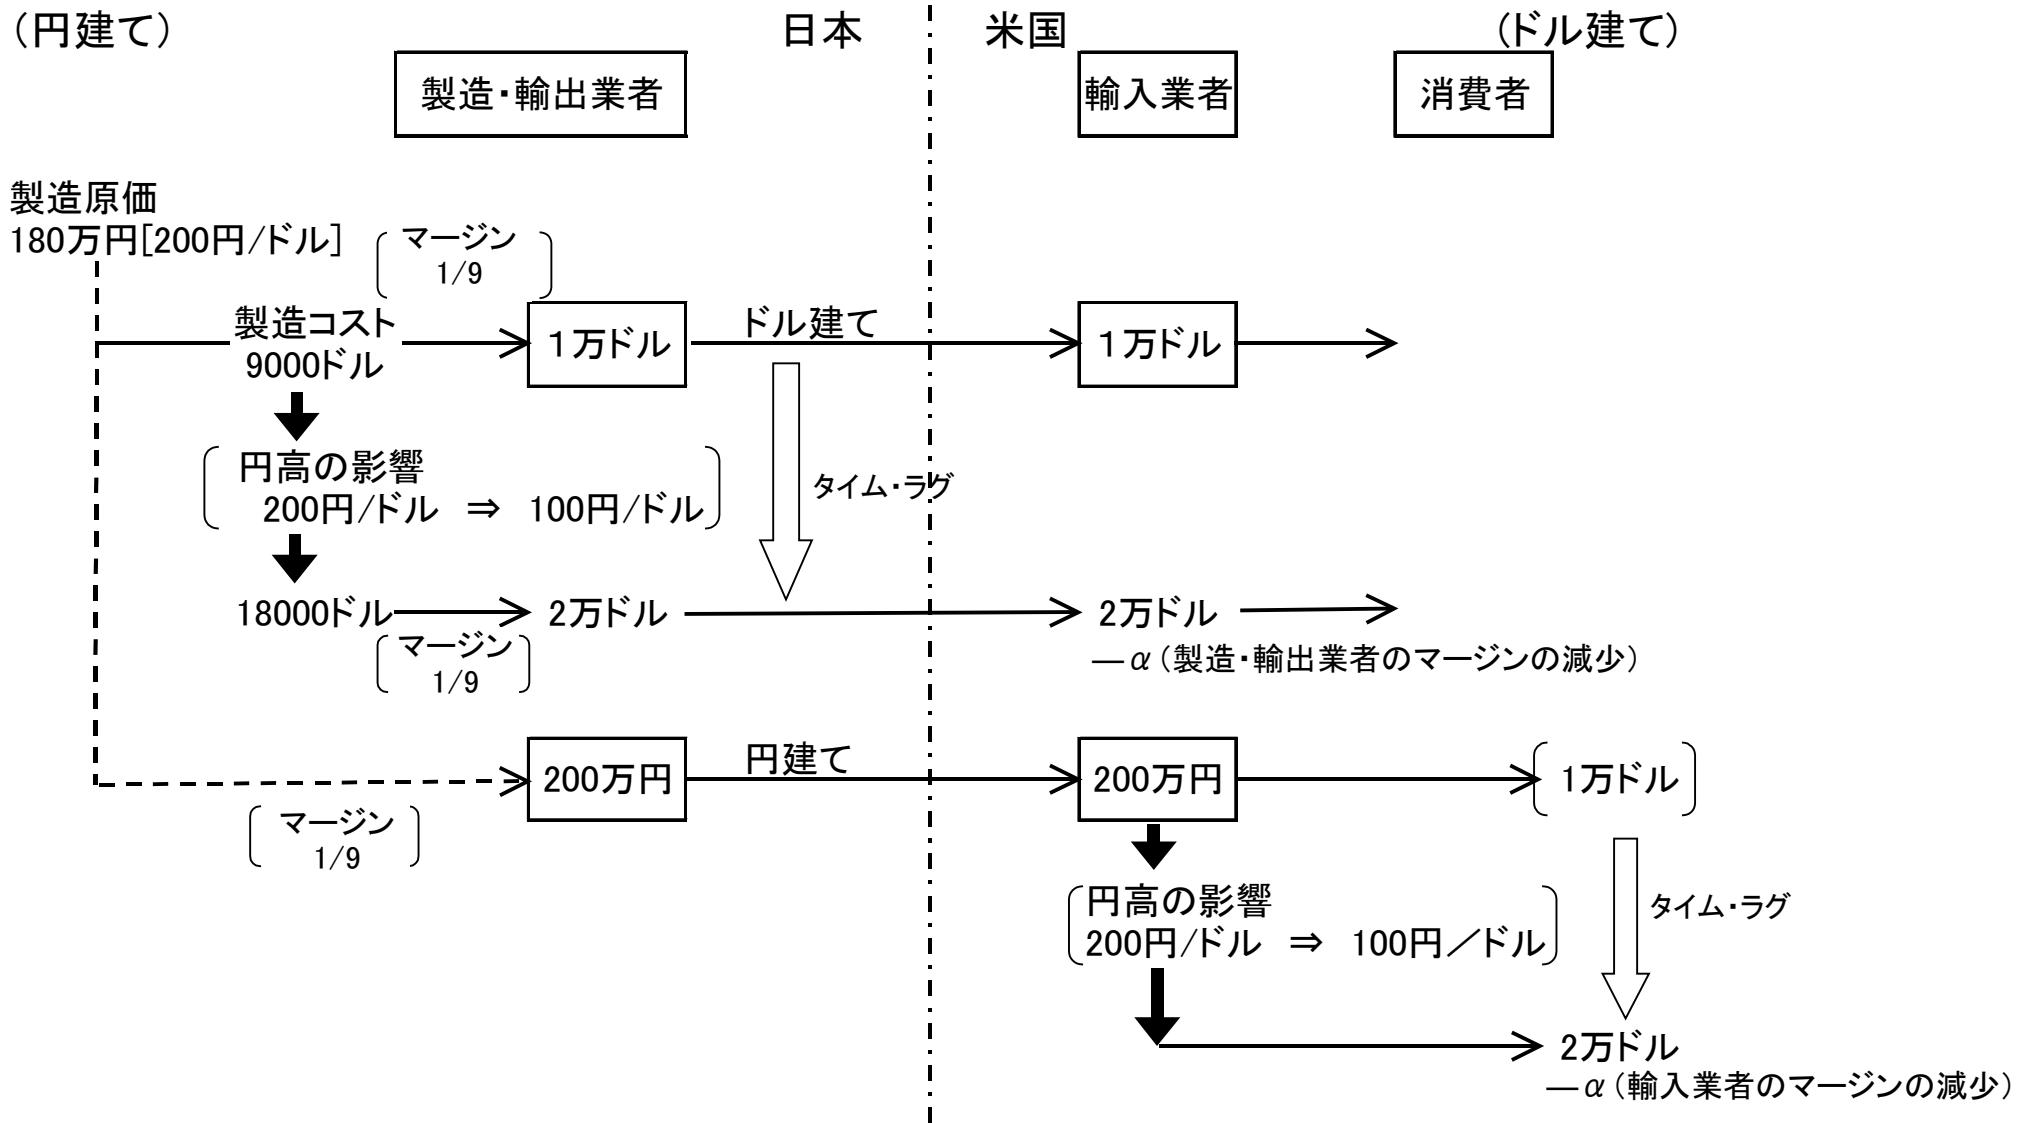 （円建て）
日本
米国
（ドル建て）
製造・輸出業者
輸入業者
消費者
製造原価
180万円[200円/ドル]
マージン
1/9
製造コスト
9000ドル
１万ドル
ドル建て
１万ドル
円高の影響
200円/ドル ⇒ 100円/ドル
タイム・ラグ
18000ドル
2万ドル
2万ドル
マージン
1/9
―α（製造・輸出業者のマージンの減少）
200万円
円建て
200万円
1万ドル
マージン
1/9
円高の影響
200円/ドル ⇒ 100円／ドル
タイム・ラグ
2万ドル
―α（輸入業者のマージンの減少）